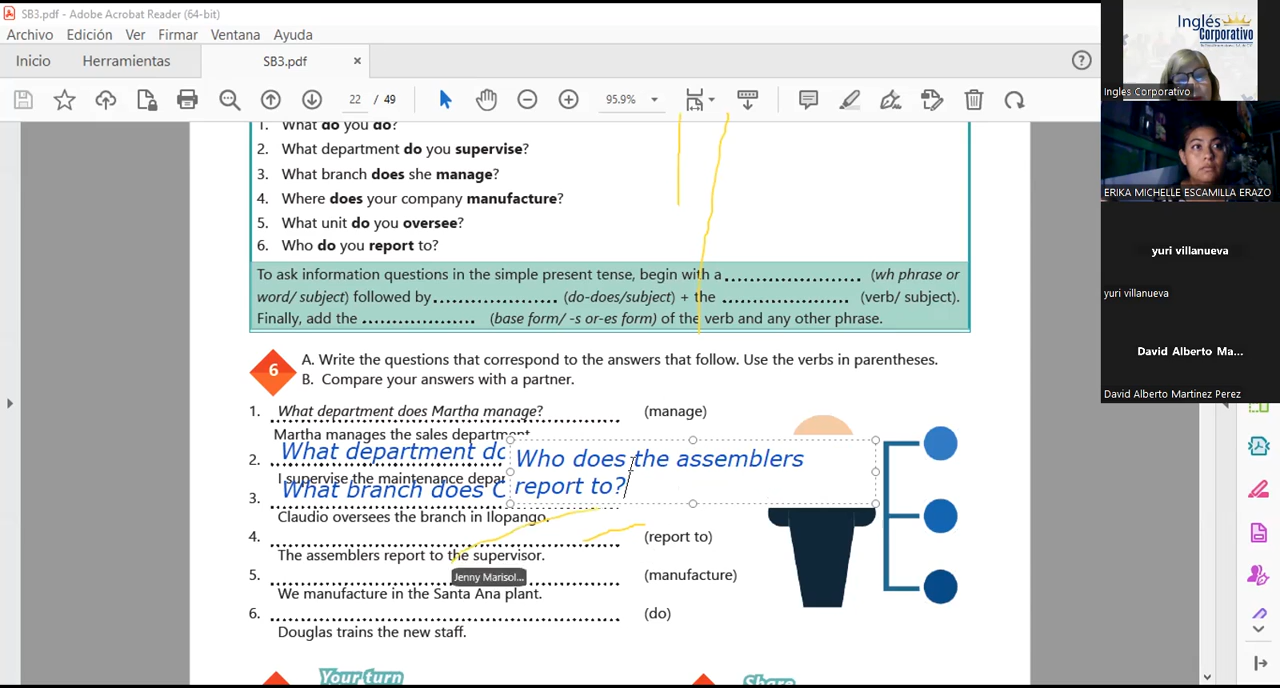 SB3.pdf - Adobe Acrobat Reader (64-bit)
Archivo Edición Ver Firmar Ventana Ayuda
Inicio Herramientas SB3.pdf ×
22 / 49 95.9%
1. What do you do?
2. What department do you supervise?
3. What branch does she manage?
4. Where does your company manufacture?
5. What unit do you oversee?
6. Who do you report to?
To ask information questions in the simple present tense, begin with a .......................... (wh phrase or
word/ subject) followed by........................ (do-does/subject) + the ........................ (verb/ subject).
Finally, add the ..................... (base form/ -s or-es form) of the verb and any other phrase.
6
A. Write the questions that correspond to the answers that follow. Use the verbs in parentheses.
B. Compare your answers with a partner.
1. What department does Martha manage? (manage)
Martha manages the sales department.
2. What department do
I supervise the maintenance depar
3. What branch does C
Claudio oversees the branch in Ilopango.
Who does the assemblers
report to?
4. (report to)
The assemblers report to the supervisor.
Jenny Marisol...
5. (manufacture)
We manufacture in the Santa Ana plant.
6. (do)
Douglas trains the new staff.
Your turn
Share
Inglés
Corporativo
Ingles Corporativo
ERIKA MICHELLE ESCAMILLA ERAZO
yuri villanueva
yuri villanueva
David Alberto Ma...
David Alberto Martinez Perez